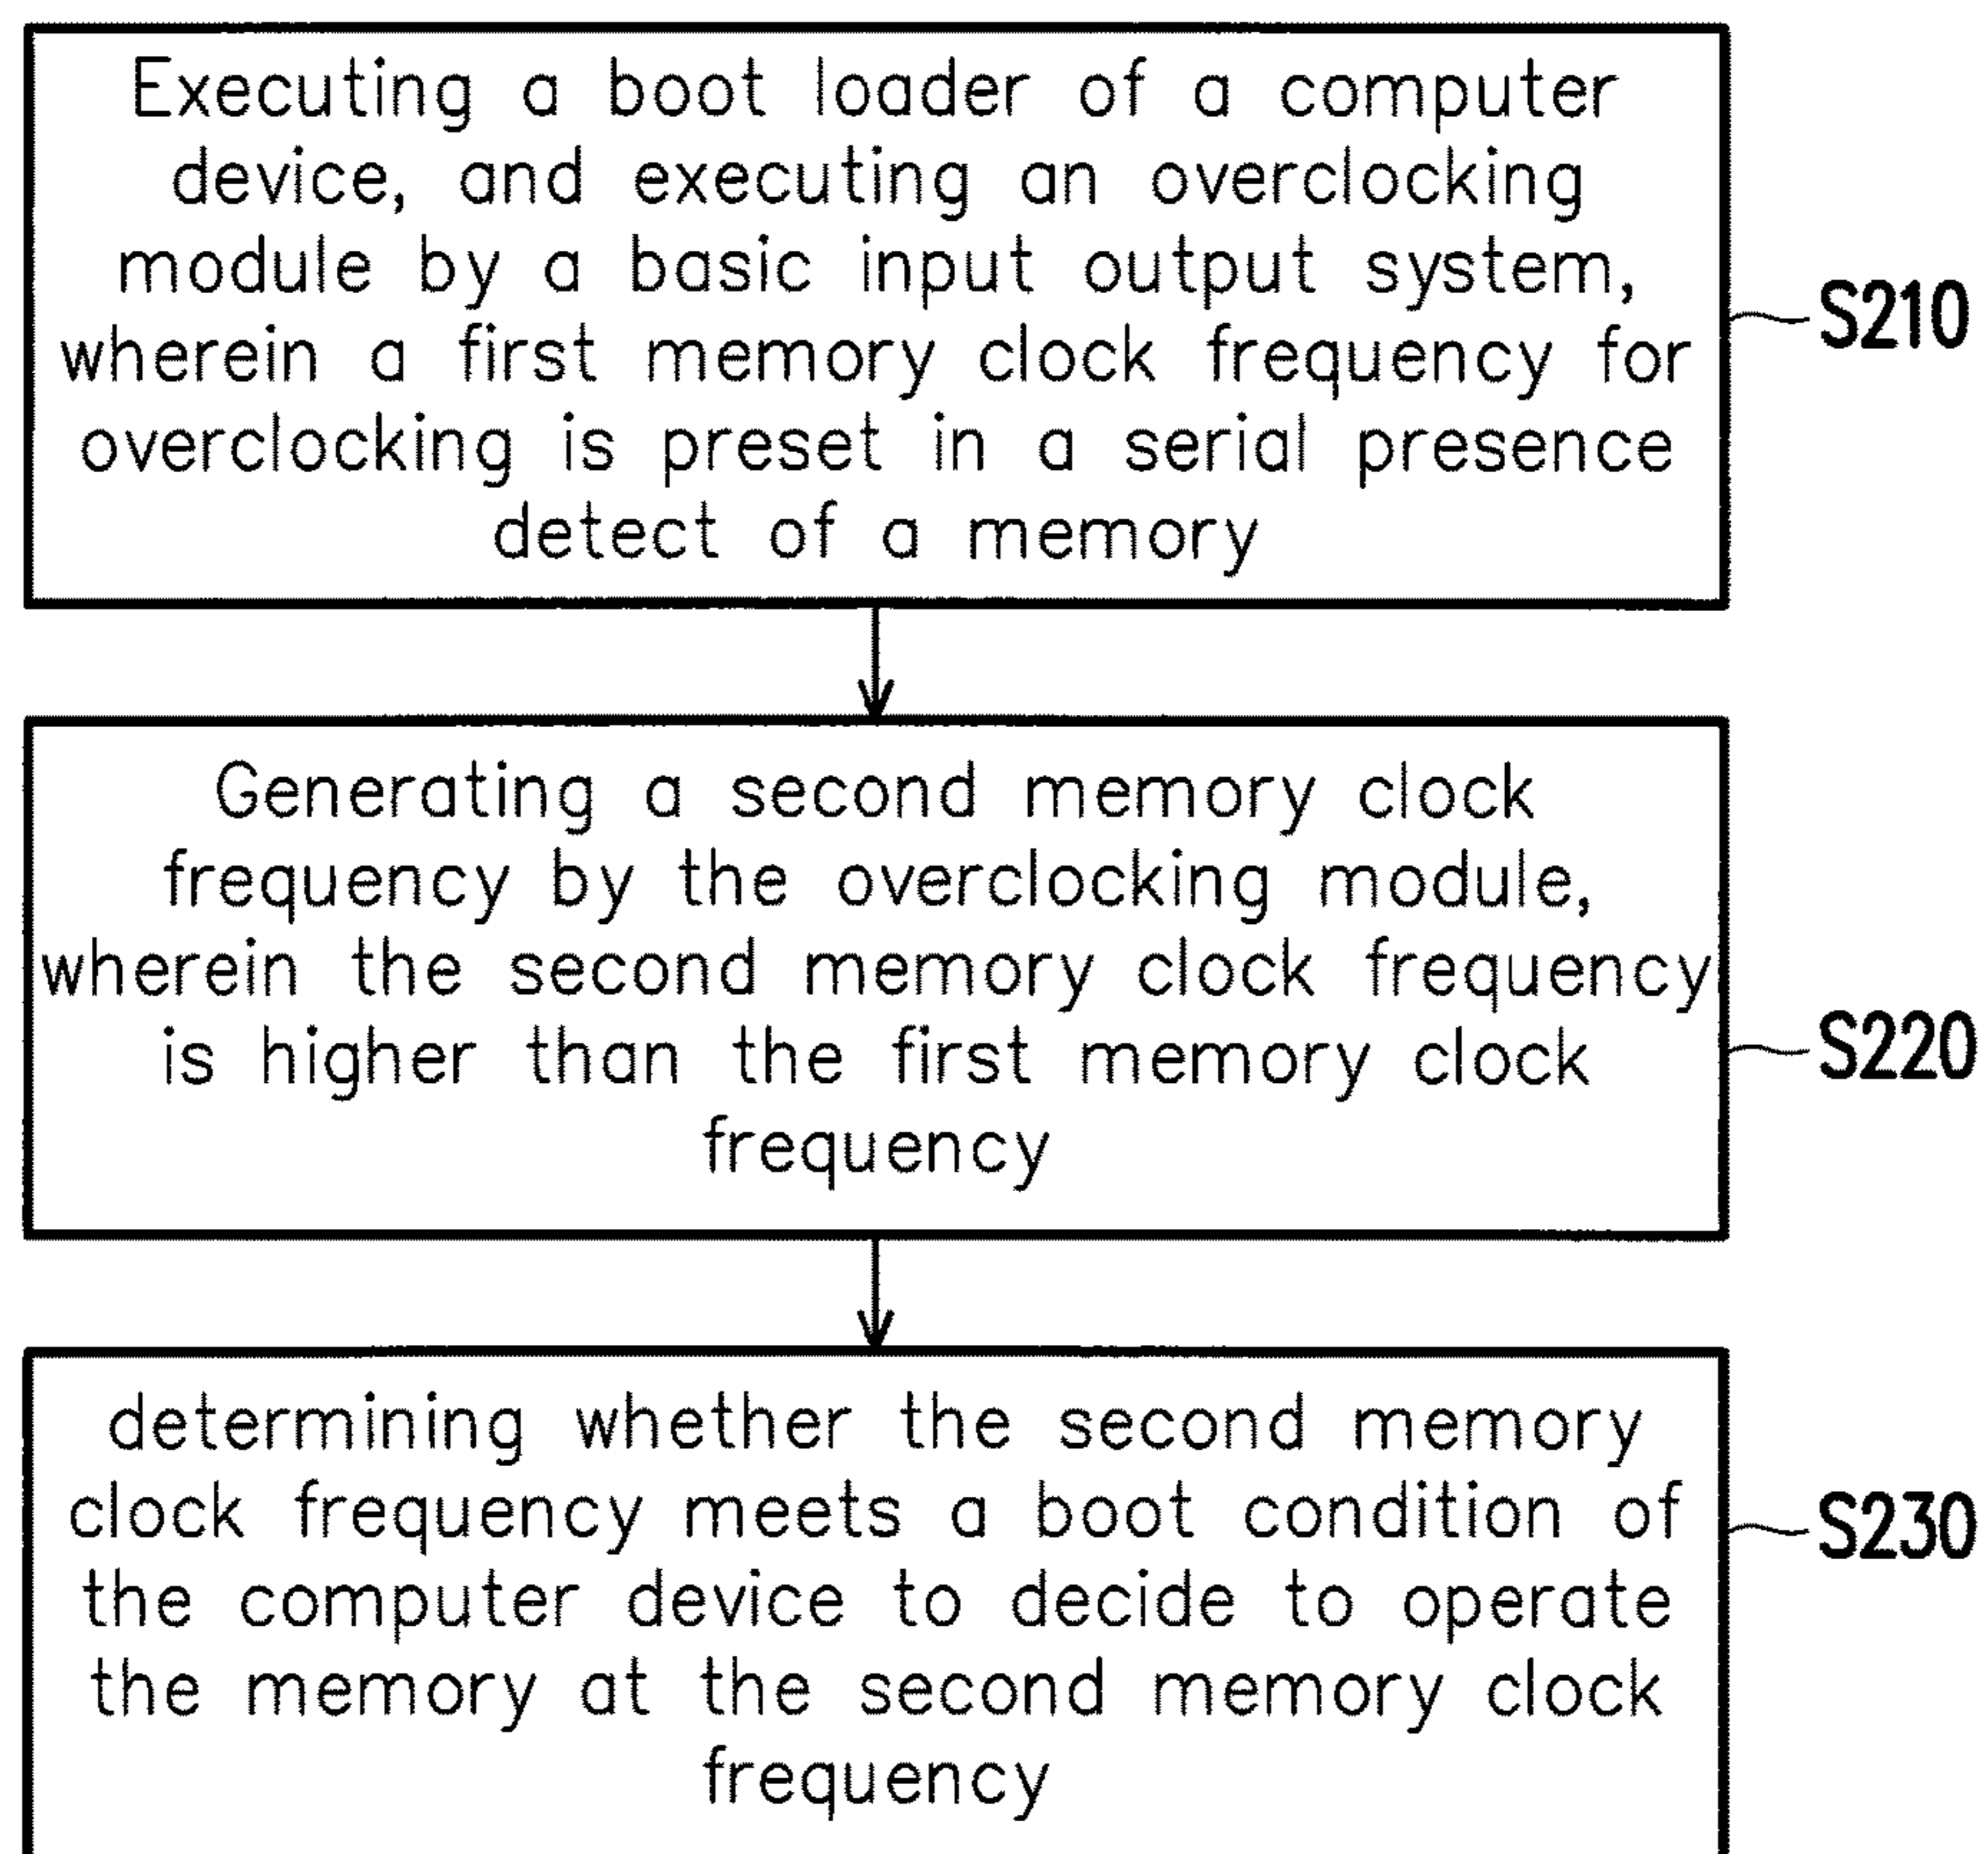 Executing a boot loader of a computer
device, and executing an overclocking
module by a basic input output system,
wherein a first memory clock frequency for
overclocking is preset in a serial presence
detect of a memory
S210
Generating a second memory clock
frequency by the overclocking module,
wherein the second memory clock frequency
is higher than the first memory clock
frequency
S220
determining whether the second memory
clock frequency meets a boot condition of
the computer device to decide to operate
the memory at the second memory clock
frequency
S230